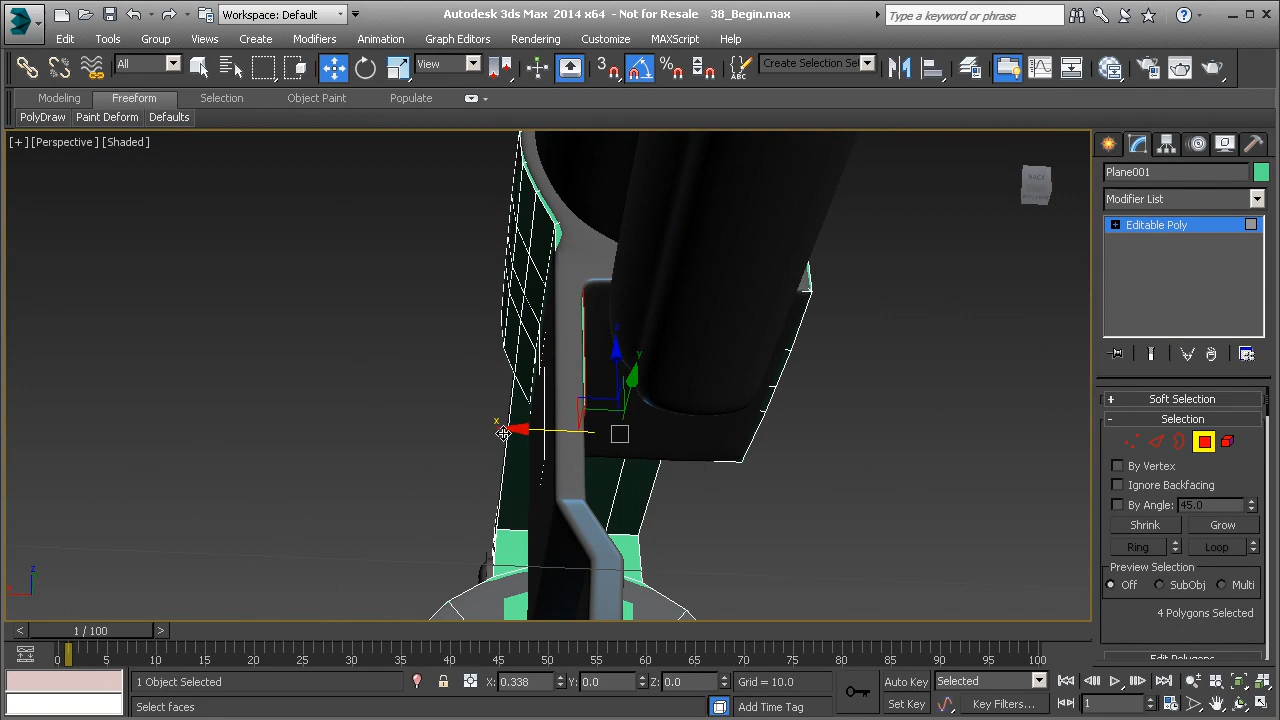 Workspace: Default
Autodesk 3ds Max 2014 x64 - Not for Resale 38_Begin.max
Type a keyword or phrase
Edit Tools Group Views Create Modifiers Animation Graph Editors Rendering Customize MAXScript Help
All View 3 Create Selection Se
Modeling Freeform Selection Object Paint Populate
PolyDraw Paint Deform Defaults
[+] [Perspective] [Shaded]
BACK
Plane001
Modifier List
Editable Poly
z
y
x
Soft Selection
Selection
By Vertex
Ignore Backfacing
By Angle: 45.0
Shrink Grow
Ring Loop
Preview Selection
Off SubObj Multi
4 Polygons Selected
Edit Polygons
z
< 1 / 100 >
0 5 10 15 20 25 30 35 40 45 50 55 60 65 70 75 80 85 90 95 100
1 Object Selected X: 0.338 Y: 0.0 Z: 0.0 Grid = 10.0 Auto Key Selected
Select faces Add Time Tag Set Key Key Filters... 1